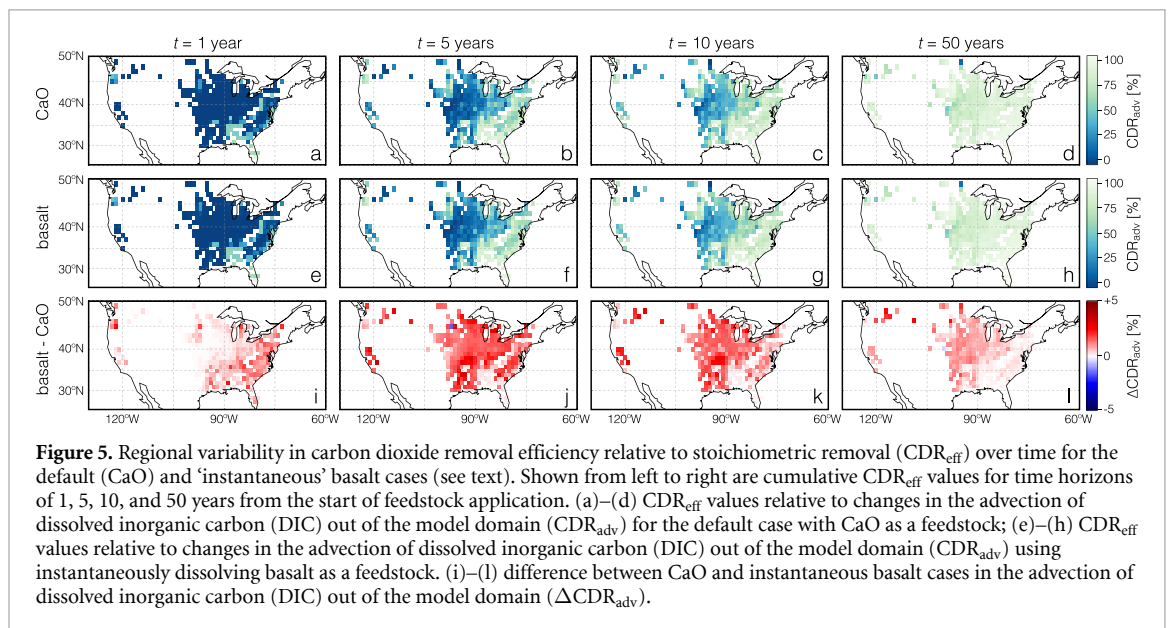 t = 1 year t = 5 years t = 10 years t = 50 years
50°N
40°N
30°N
CaO
a b c d
100
75
50
25
0
CDRadv [%]
50°N
40°N
30°N
basalt
e f g h
100
75
50
25
0
CDRadv [%]
50°N
40°N
30°N
basalt - CaO
i j k l
+5
0
-5
ΔCDRadv [%]
120°W 90°W 120°W 90°W 120°W 90°W 120°W 90°W 60°W
Figure 5. Regional variability in carbon dioxide removal efficiency relative to stoichiometric removal (CDReff) over time for the
default (CaO) and ‘instantaneous’ basalt cases (see text). Shown from left to right are cumulative CDReff values for time horizons
of 1, 5, 10, and 50 years from the start of feedstock application. (a)–(d) CDReff values relative to changes in the advection of
dissolved inorganic carbon (DIC) out of the model domain (CDRadv) for the default case with CaO as a feedstock; (e)–(h) CDReff
values relative to changes in the advection of dissolved inorganic carbon (DIC) out of the model domain (CDRadv) using
instantaneously dissolving basalt as a feedstock. (i)–(l) difference between CaO and instantaneous basalt cases in the advection of
dissolved inorganic carbon (DIC) out of the model domain (ΔCDRadv).